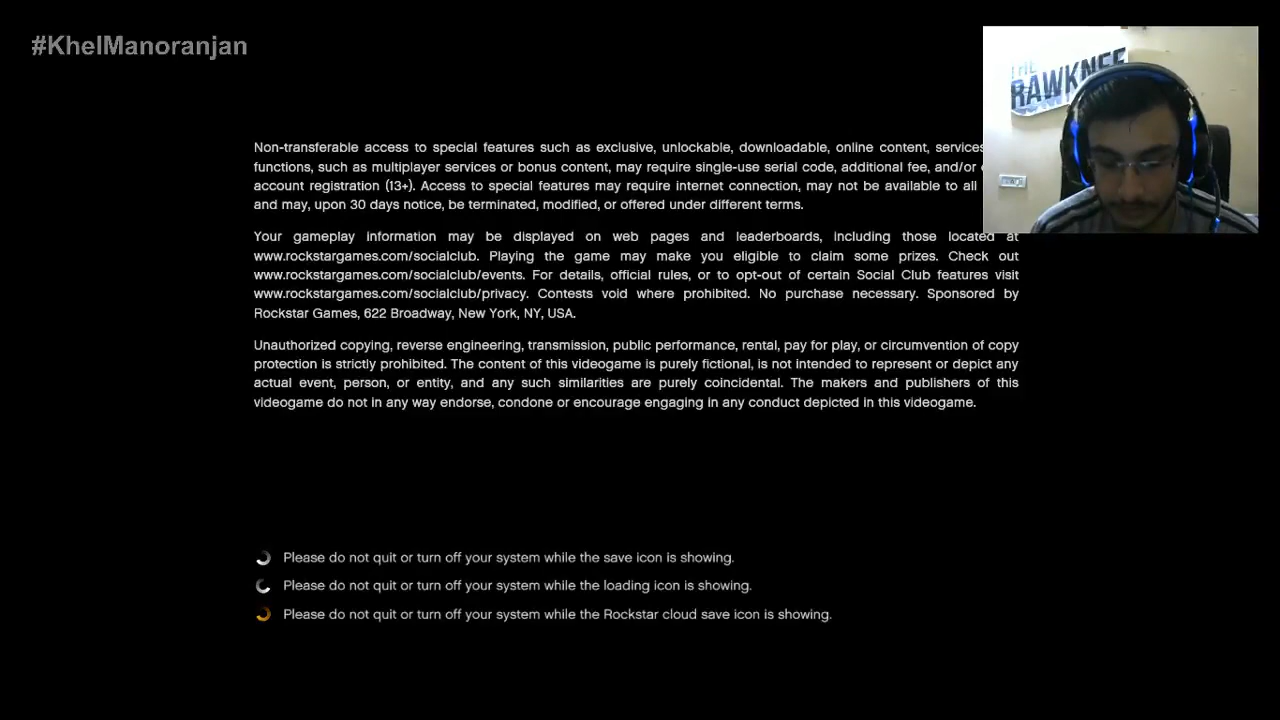 #KhelManoranjan
THE
RAWKNEE
Non-transferable access to special features such as exclusive, unlockable, downloadable, online content, services,
functions, such as multiplayer services or bonus content, may require single-use serial code, additional fee, and/or
account registration (13+). Access to special features may require internet connection, may not be available to all
and may, upon 30 days notice, be terminated, modified, or offered under different terms.
Your gameplay information may be displayed on web pages and leaderboards, including those located at
www.rockstargames.com/socialclub. Playing the game may make you eligible to claim some prizes. Check out
www.rockstargames.com/socialclub/events. For details, official rules, or to opt-out of certain Social Club features visit
www.rockstargames.com/socialclub/privacy. Contests void where prohibited. No purchase necessary. Sponsored by
Rockstar Games, 622 Broadway, New York, NY, USA.
Unauthorized copying, reverse engineering, transmission, public performance, rental, pay for play, or circumvention of copy
protection is strictly prohibited. The content of this videogame is purely fictional, is not intended to represent or depict any
actual event, person, or entity, and any such similarities are purely coincidental. The makers and publishers of this
videogame do not in any way endorse, condone or encourage engaging in any conduct depicted in this videogame.
Please do not quit or turn off your system while the save icon is showing.
Please do not quit or turn off your system while the loading icon is showing.
Please do not quit or turn off your system while the Rockstar cloud save icon is showing.